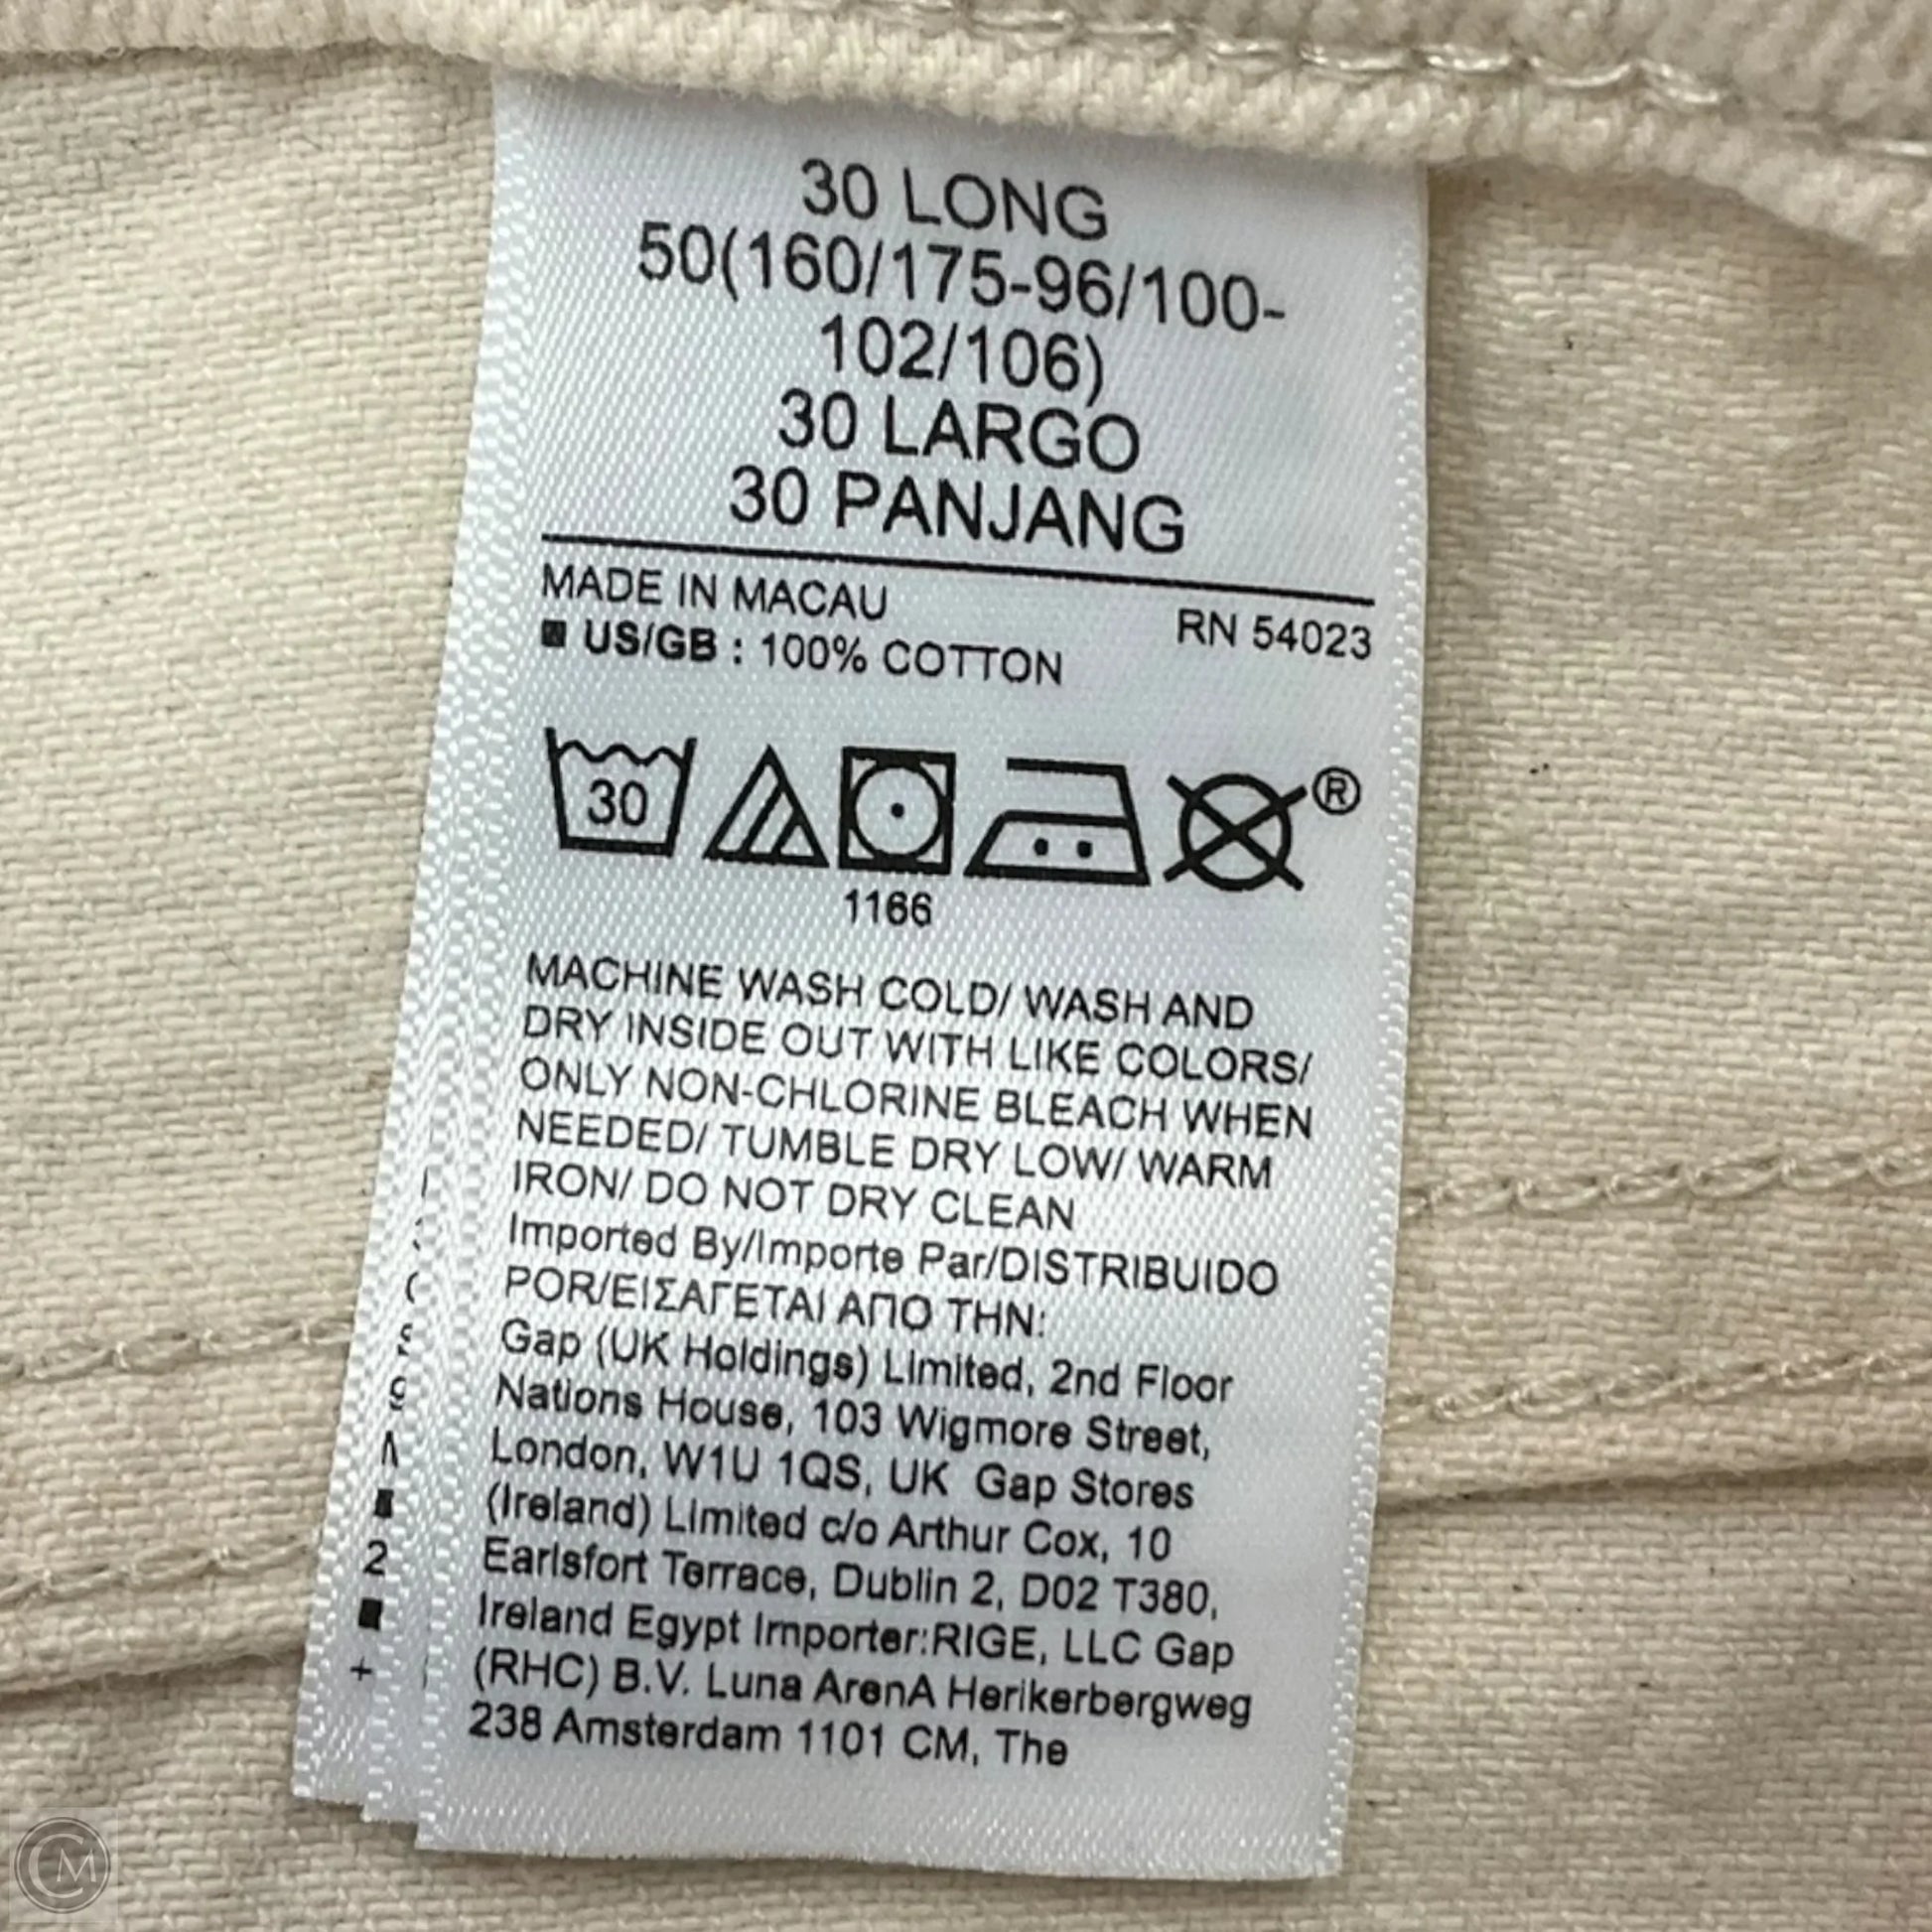 30 LONG
50(160/175-96/100-
102/106)
30 LARGO
30 PANJANG
MADE IN MACAU
RN 54023
US/GB : 100% COTTON
30
®
1166
MACHINE WASH COLD/ WASH AND
DRY INSIDE OUT WITH LIKE COLORS/
ONLY NON-CHLORINE BLEACH WHEN
NEEDED/ TUMBLE DRY LOW/ WARM
IRON/ DO NOT DRY CLEAN
Imported By/Importe Par/DISTRIBUIDO
POR/ΕΙΣΑΓΕΤΑΙ ΑΠΟ ΤΗΝ:
Gap (UK Holdings) Limited, 2nd Floor
Nations House, 103 Wigmore Street,
London, W1U 1QS, UK Gap Stores
(Ireland) Limited c/o Arthur Cox, 10
Earlsfort Terrace, Dublin 2, D02 T380,
Ireland Egypt Importer:RIGE, LLC Gap
(RHC) B.V. Luna ArenA Herikerbergweg
238 Amsterdam 1101 CM, The
2
+
CM